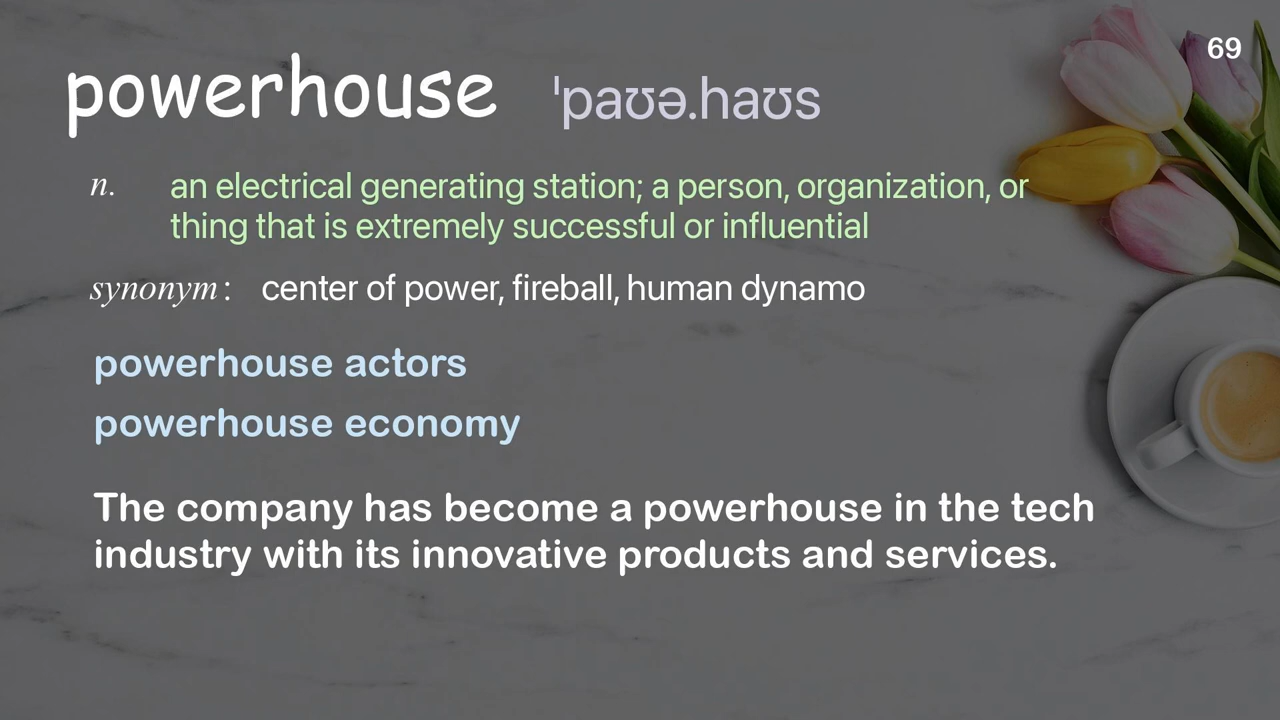 69
powerhouse ˈpaʊə.haʊs
n. an electrical generating station; a person, organization, or
thing that is extremely successful or influential
synonym: center of power, fireball, human dynamo
powerhouse actors
powerhouse economy
The company has become a powerhouse in the tech
industry with its innovative products and services.